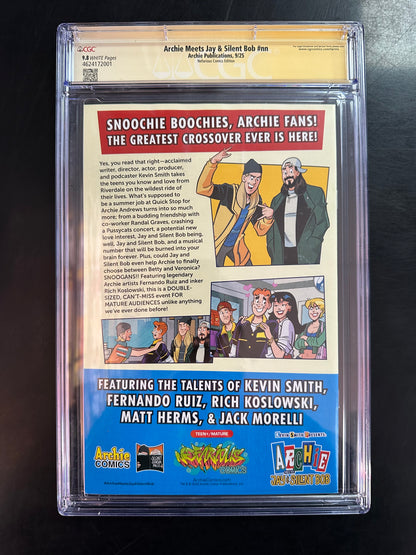 CGC
Archie Meets Jay & Silent Bob #nn
Archie Publications, 9/25
Notorious Comics Edition
9.8 WHITE Pages
4624172001
SNOOCHIE BOOCHIES, ARCHIE FANS!
THE GREATEST CROSSOVER EVER IS HERE!
Yes, you read that right—acclaimed
writer, director, actor, producer,
and podcaster Kevin Smith takes
the teens you know and love from
Riverdale on the wildest ride of
their lives. What's supposed to
be a summer job at Quick Stop for
Archie Andrews turns into so much
more; from a budding friendship with
co-worker Randal Graves, crashing
a Pussycats concert, a potential new
love interest, Jay and Silent Bob being,
well, Jay and Silent Bob, and a musical
number that will be burned into your
brain forever. Plus, could Jay and
Silent Bob even help Archie to finally
choose between Betty and Veronica?
SNOOGANS!! Featuring legendary
Archie artists Fernando Ruiz and inker
Rich Koslowski, this is a DOUBLE-
SIZED, CAN'T-MISS event FOR
MATURE AUDIENCES unlike anything
we've ever done before!
FEATURING THE TALENTS OF KEVIN SMITH,
FERNANDO RUIZ, RICH KOSLOWSKI,
MATT HERMS, & JACK MORELLI
TEEN+/MATURE
Archie
COMICS
NOTORIOUS
COMICS
KEVIN SMITH PRESENTS
ARCHIE
MEETS
JAY & SILENT BOB